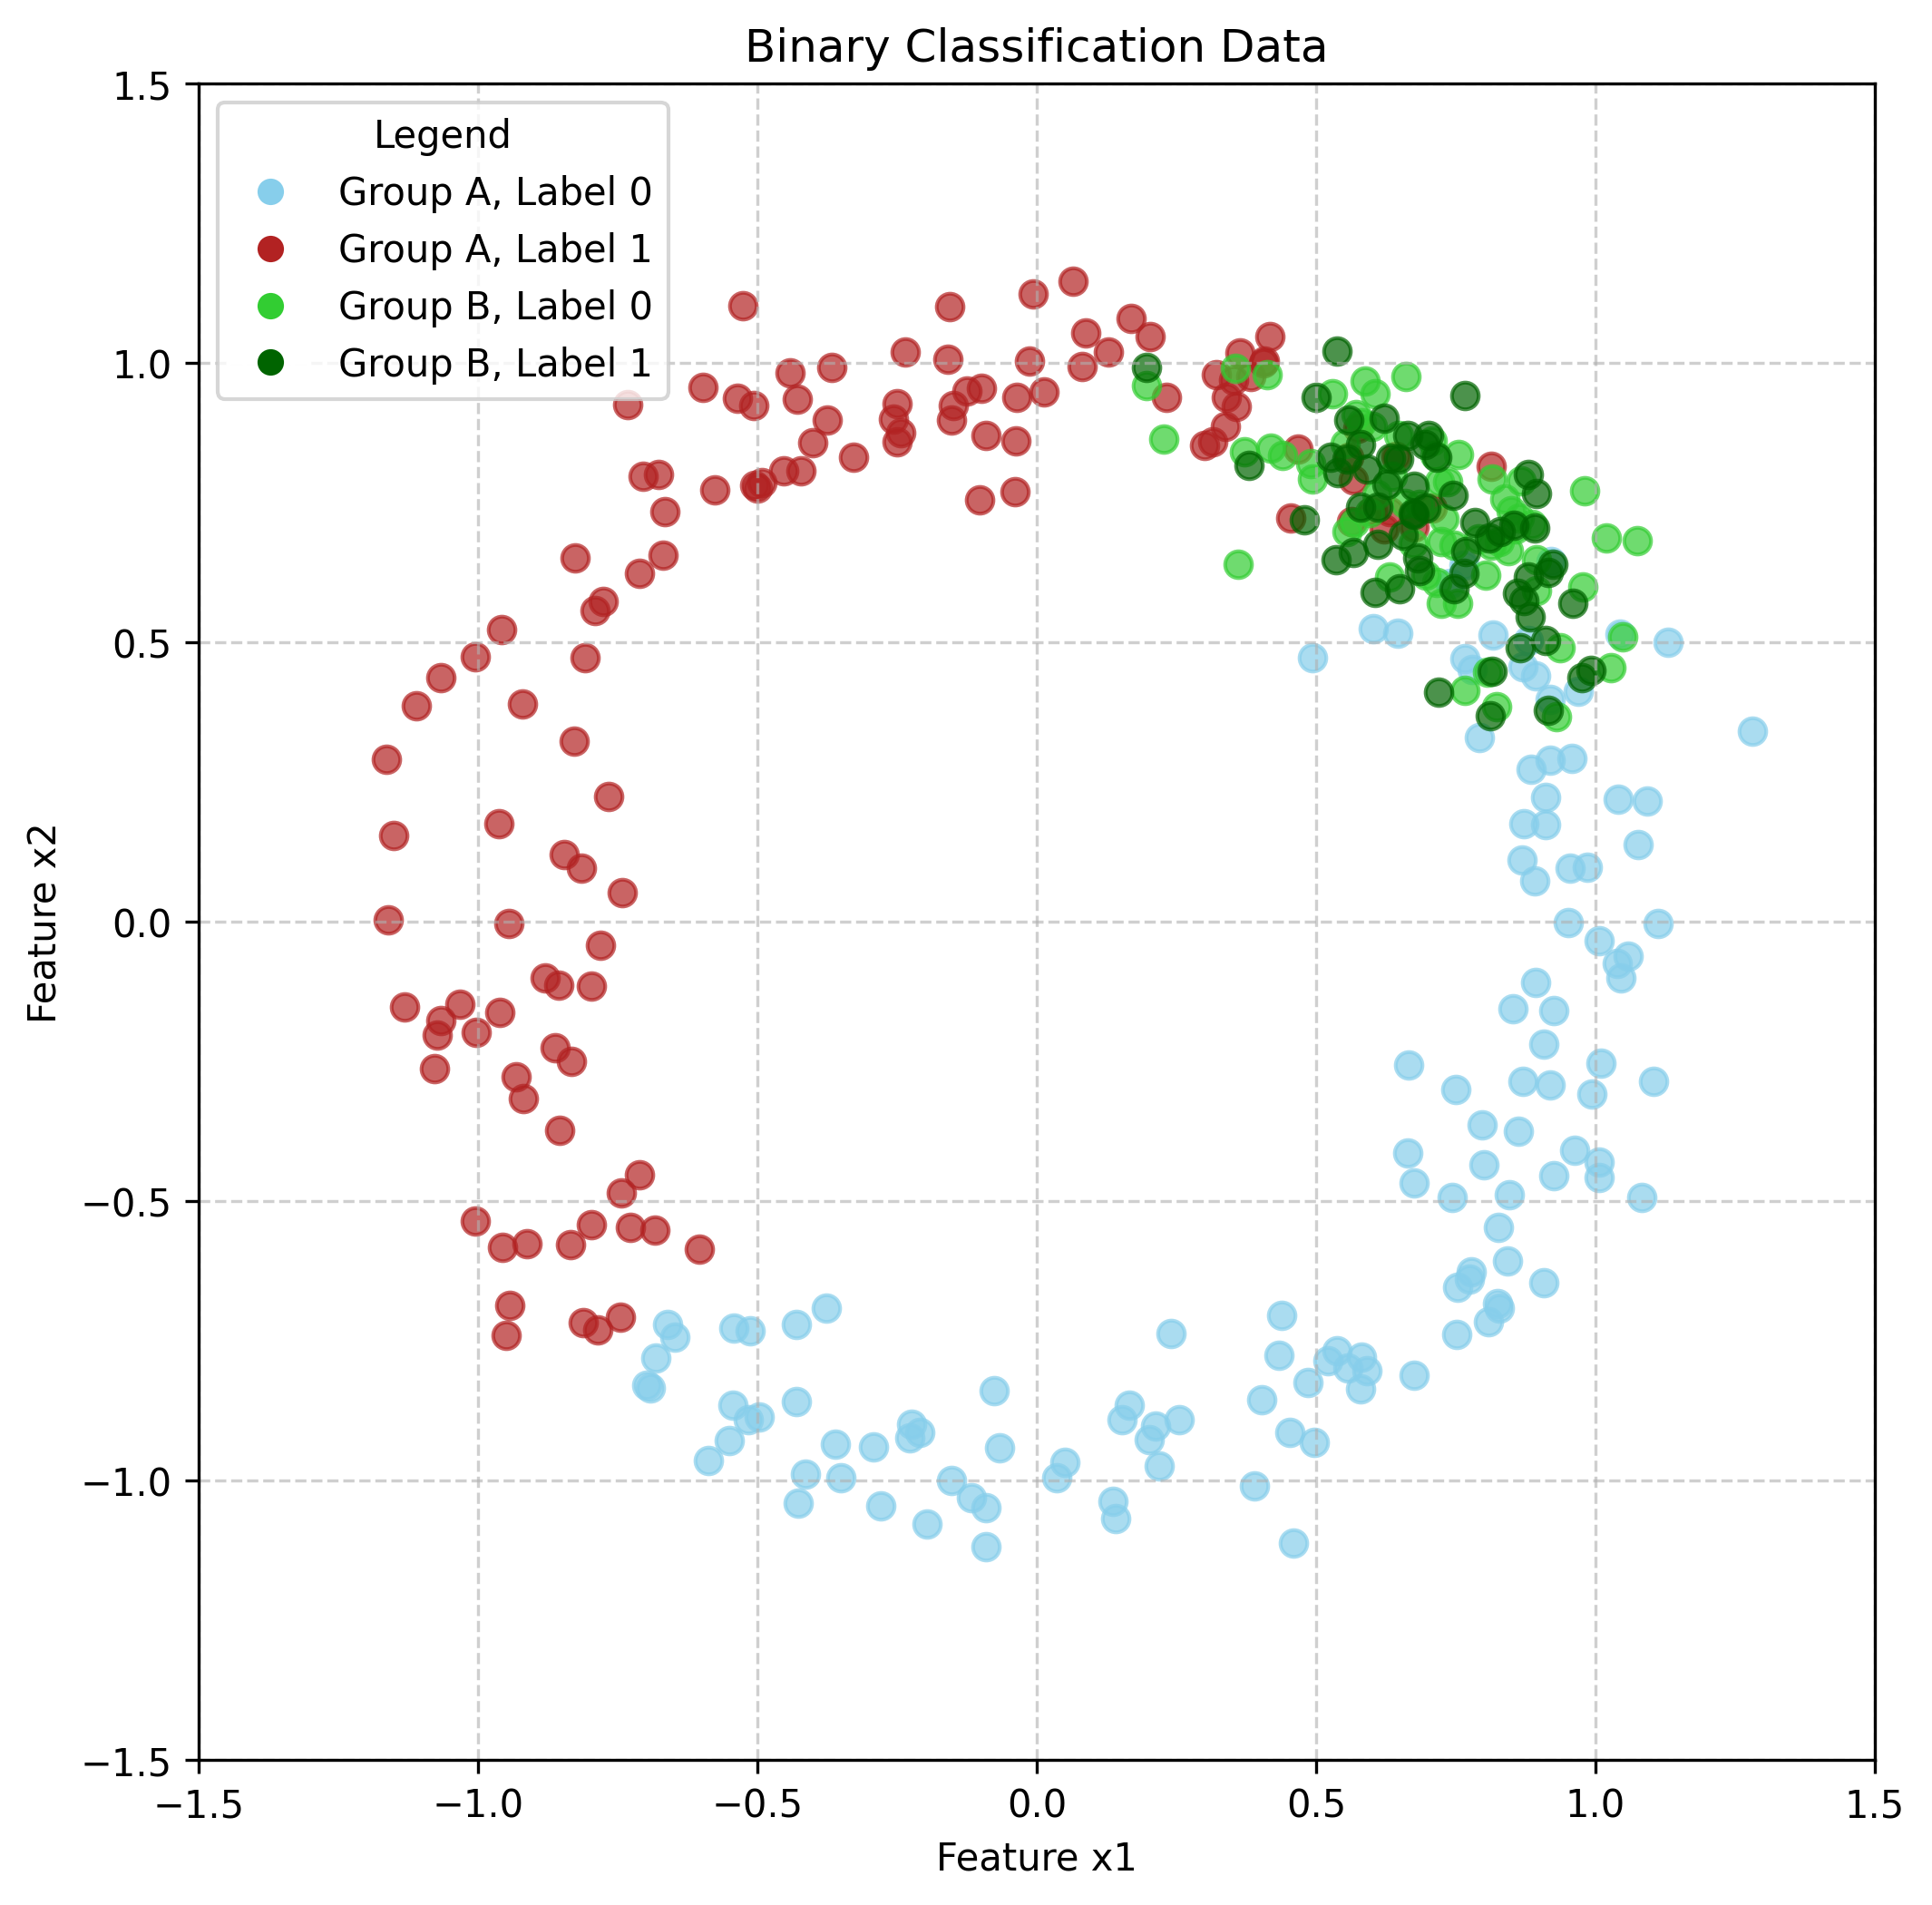 Binary Classification Data
Legend
Group A, Label 0
Group A, Label 1
Group B, Label 0
Group B, Label 1
1.5
1.0
0.5
0.0
−0.5
−1.0
−1.5
Feature x2
−1.5
−1.0
−0.5
0.0
0.5
1.0
1.5
Feature x1